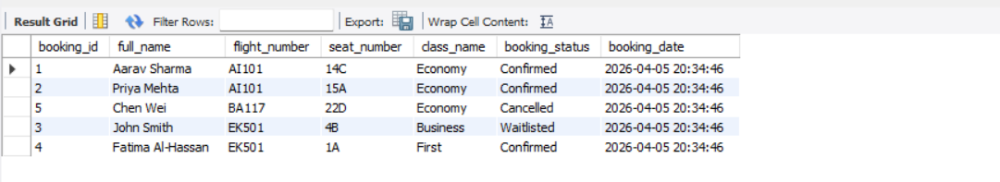 Result Grid Filter Rows: Export: Wrap Cell Content: IA
booking_id full_name flight_number seat_number class_name booking_status booking_date
1 Aarav Sharma AI101 14C Economy Confirmed 2026-04-05 20:34:46
2 Priya Mehta AI101 15A Economy Confirmed 2026-04-05 20:34:46
5 Chen Wei BA117 22D Economy Cancelled 2026-04-05 20:34:46
3 John Smith EK501 4B Business Waitlisted 2026-04-05 20:34:46
4 Fatima Al-Hassan EK501 1A First Confirmed 2026-04-05 20:34:46